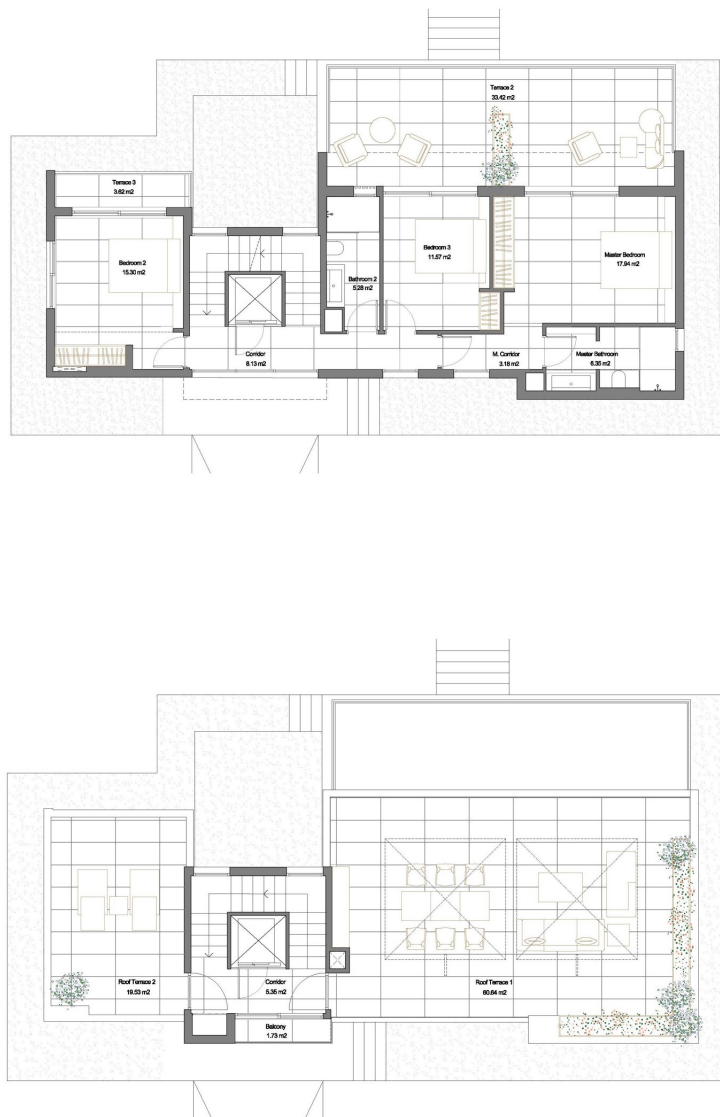 Terrace 2
33.42 m2
Terrace 3
3.62 m2
Bedroom 2
15.30 m2
Bedroom 3
11.57 m2
Master Bedroom
17.94 m2
Bathroom 2
5.28 m2
Corridor
8.13 m2
M. Corridor
3.18 m2
Master Bathroom
6.35 m2
Roof Terrace 2
19.53 m2
Corridor
5.35 m2
Roof Terrace 1
60.64 m2
Balcony
1.73 m2